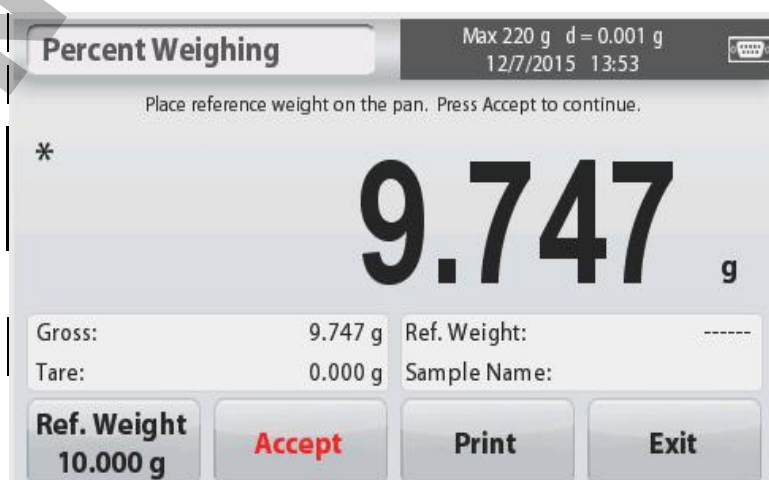 Percent Weighing
Max 220 g d = 0.001 g
12/7/2015 13:53
Place reference weight on the pan. Press Accept to continue.
*
9.747 g
Gross: 9.747 g
Tare: 0.000 g
Ref. Weight: ------
Sample Name:
Ref. Weight
10.000 g
Accept
Print
Exit